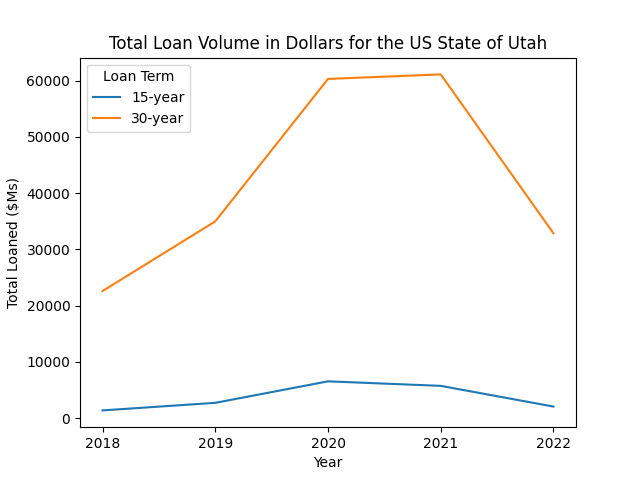 Total Loan Volume in Dollars for the US State of Utah
Loan Term
15-year
30-year
Total Loaned ($Ms)
60000
50000
40000
30000
20000
10000
0
2018 2019 2020 2021 2022
Year